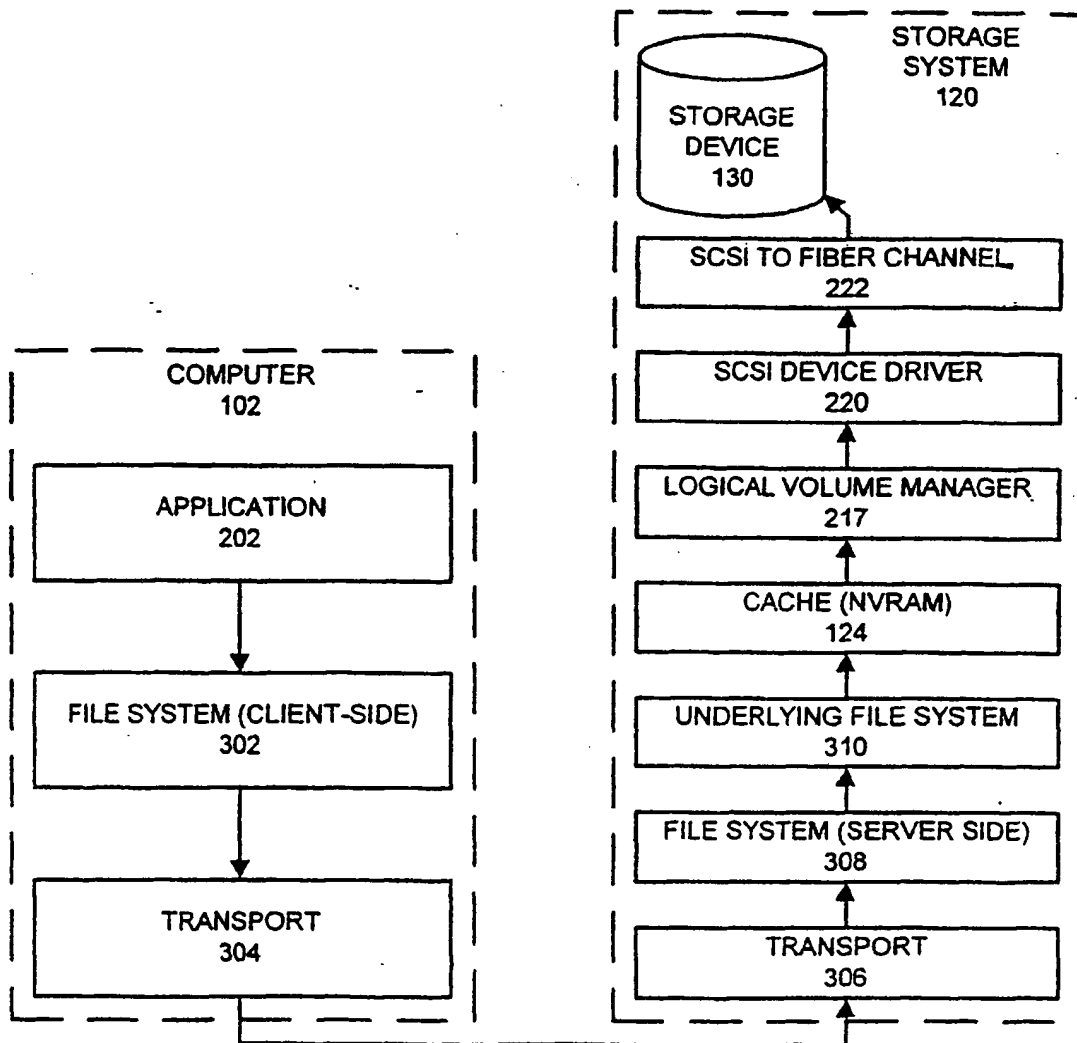 COMPUTER
102
APPLICATION
202
FILE SYSTEM (CLIENT-SIDE)
302
TRANSPORT
304
STORAGE
SYSTEM
120
STORAGE
DEVICE
130
SCSI TO FIBER CHANNEL
222
SCSI DEVICE DRIVER
220
LOGICAL VOLUME MANAGER
217
CACHE (NVRAM)
124
UNDERLYING FILE SYSTEM
310
FILE SYSTEM (SERVER SIDE)
308
TRANSPORT
306